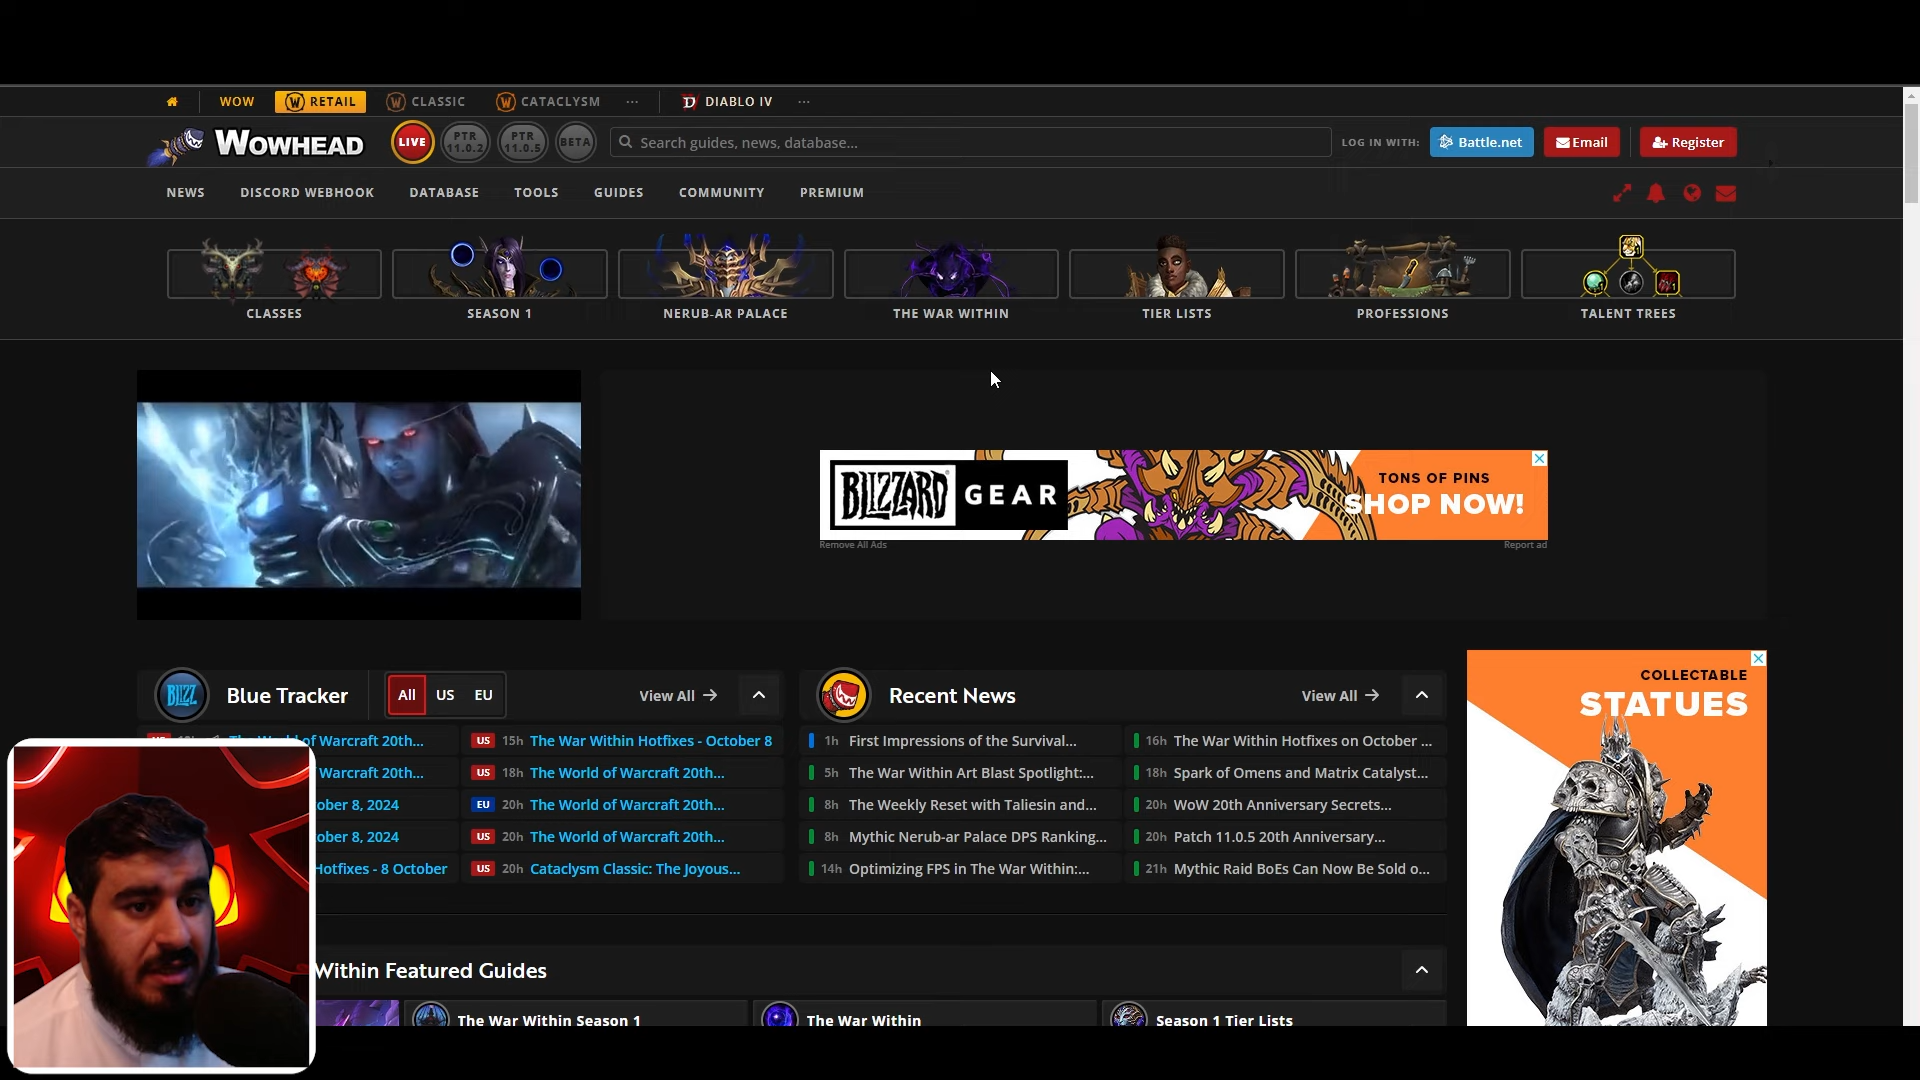 WOW RETAIL CLASSIC CATACLYSM ... DIABLO IV ...
WOWHEAD LIVE PTR 11.0.2 PTR 11.0.5 BETA Search guides, news, database... LOG IN WITH: Battle.net Email Register
NEWS DISCORD WEBHOOK DATABASE TOOLS GUIDES COMMUNITY PREMIUM
CLASSES SEASON 1 NERUB-AR PALACE THE WAR WITHIN TIER LISTS PROFESSIONS TALENT TREES
BLIZZARD GEAR
TONS OF PINS
SHOP NOW!
Remove All Ads Report ad
Blue Tracker All US EU View All →
of Warcraft 20th...
US 15h The War Within Hotfixes - October 8
Warcraft 20th...
US 18h The World of Warcraft 20th...
ober 8, 2024
EU 20h The World of Warcraft 20th...
ober 8, 2024
US 20h The World of Warcraft 20th...
Hotfixes - 8 October
US 20h Cataclysm Classic: The Joyous...
Recent News View All →
1h First Impressions of the Survival...
16h The War Within Hotfixes on October ...
5h The War Within Art Blast Spotlight:...
18h Spark of Omens and Matrix Catalyst...
8h The Weekly Reset with Taliesin and...
20h WoW 20th Anniversary Secrets...
8h Mythic Nerub-ar Palace DPS Ranking...
20h Patch 11.0.5 20th Anniversary...
14h Optimizing FPS in The War Within:...
21h Mythic Raid BoEs Can Now Be Sold o...
COLLECTABLE
STATUES
Within Featured Guides
The War Within Season 1
The War Within
Season 1 Tier Lists